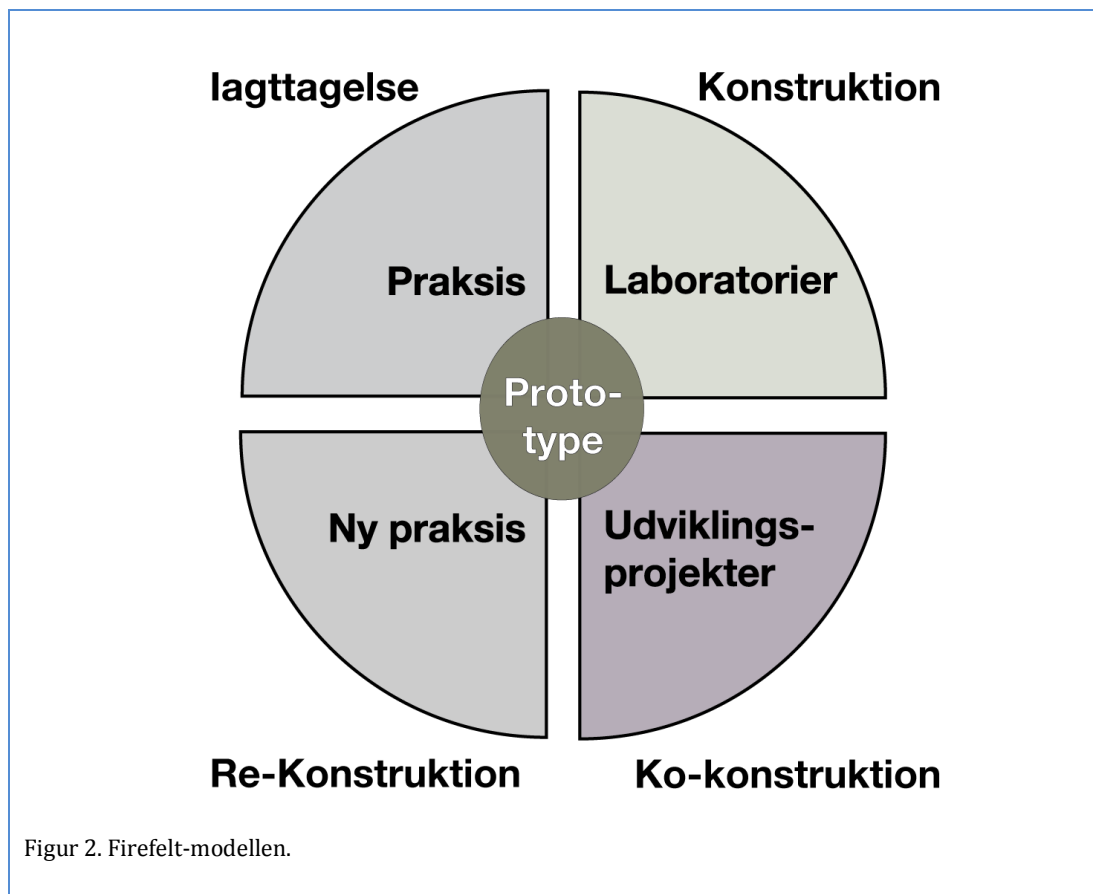 Iagttagelse
Konstruktion
Praksis
Laboratorier
Proto-
type
Ny praksis
Udviklings-
projekter
Re-Konstruktion
Ko-konstruktion
Figur 2. Firefelt-modellen.